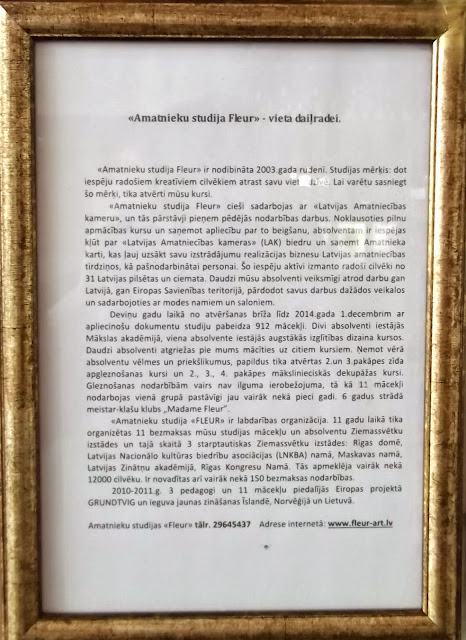 «Amatnieku studija Fleur» - vieta daiļradei.
«Amatnieku studija Fleur» ir nodibināta 2003.gada rudenī. Studijas mērķis: dot
iespēju radošiem kreatīviem cilvēkiem atrast savu vietu dzīvē. Lai varētu sasniegt
šo mērķi, tika atvērti mūsu kursi.
«Amatnieku studija Fleur» cieši sadarbojas ar «Latvijas Amatniecības
kameru», un tās pārstāvji pieņem pēdējās nodarbības darbus. Noklausoties pilnu
apmācības kursu un saņemot apliecību par to beigšanu, absolventam ir iespējas
kļūt par «Latvijas Amatniecības kameras» (LAK) biedru un saņemt Amatnieka
karti, kas ļauj uzsākt savu izstrādājumu realizācijas biznesu Latvijas amatniecības
tirdziņos, kā pašnodarbinātai personai. Šo iespēju aktīvi izmanto radoši cilvēki no
31 Latvijas pilsētas un ciemata. Daudzi mūsu absolventi veiksmīgi atrod darbu gan
Latvijā, gan Eiropas Savienības teritorijā, pārdodot savus darbus dažādos veikalos
un sadarbojoties ar modes namiem un saloniem.
Deviņu gadu laikā no atvēršanas brīža līdz 2014.gada 1.decembrim ar
apliecinošu dokumentu studiju pabeidza 912 mācekļi. Divi absolventi iestājās
Mākslas akadēmijā, viena absolvente iestājās augstākās izglītības dizaina kursos.
Daudzi absolventi atgriežas pie mums mācīties uz citiem kursiem. Ņemot vērā
absolventu vēlmes un priekšlikumus, papildus tika atvērtas 2.un 3.pakāpes zīda
apgleznošanas kursi un 2., 3., 4. pakāpes mākslinieciskās dekupāžas kursi.
Gleznošanas nodarbībām vairs nav ilguma ierobežojuma, tā kā 11 mācekļi
nodarbojas vienā grupā pastāvīgi jau vairāk nekā pieci gadi. 6 gadus strādā
meistar-klašu klubs „Madame Fleur”.
«Amatnieku studija «FLEUR» ir labdarības organizācija. 11 gadu laikā tika
organizētas 11 bezmaksas mūsu studijas mācekļu un absolventu Ziemassvētku
izstādes un tajā skaitā 3 starptautiskas Ziemassvētku izstādes: Rīgas domē,
Latvijas Nacionālo kultūras biedrību asociācijas (LNKBA) namā, Maskavas namā,
Latvijas Zinātņu akadēmijā, Rīgas Kongresu Namā. Tās apmeklēja vairāk nekā
12000 cilvēku. Ir novadītas arī vairāk nekā 150 bezmaksas nodarbības.
2010-2011.g. 3 pedagogi un 11 mācekļu piedalījās Eiropas projektā
GRUNDTVIG un ieguva jaunas zināšanas Īslandē, Norvēģijā un Lietuvā.
Amatnieku studijas «Fleur» tālr. 29645437 Adrese internetā: www.fleur-art.lv